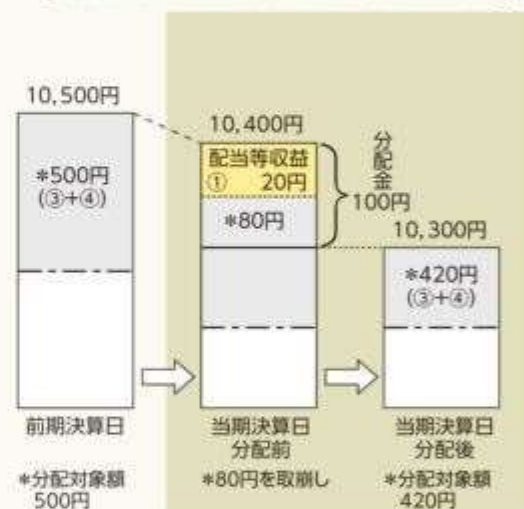 10,500円
*500円
(③+④)
10,400円
配当等収益
① 20円
*80円
分配金
100円
10,300円
*420円
(③+④)
前期決算日
当期決算日
分配前
当期決算日
分配後
*分配対象額
500円
*80円を取崩し
*分配対象額
420円